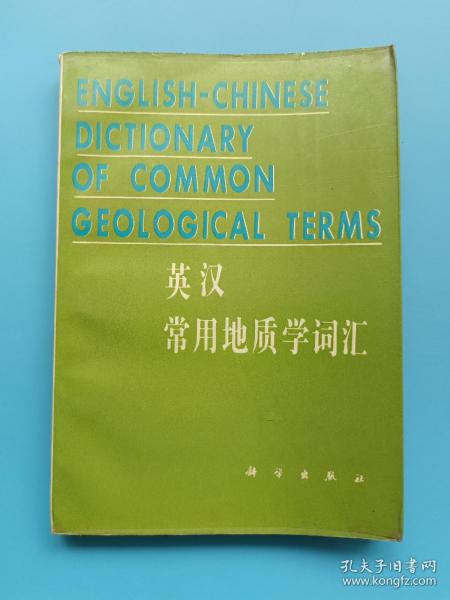 ENGLISH-CHINESE
DICTIONARY
OF COMMON
GEOLOGICAL TERMS
英汉
常用地质学词汇
科学出版社
孔夫子旧书网
www.kongfz.com